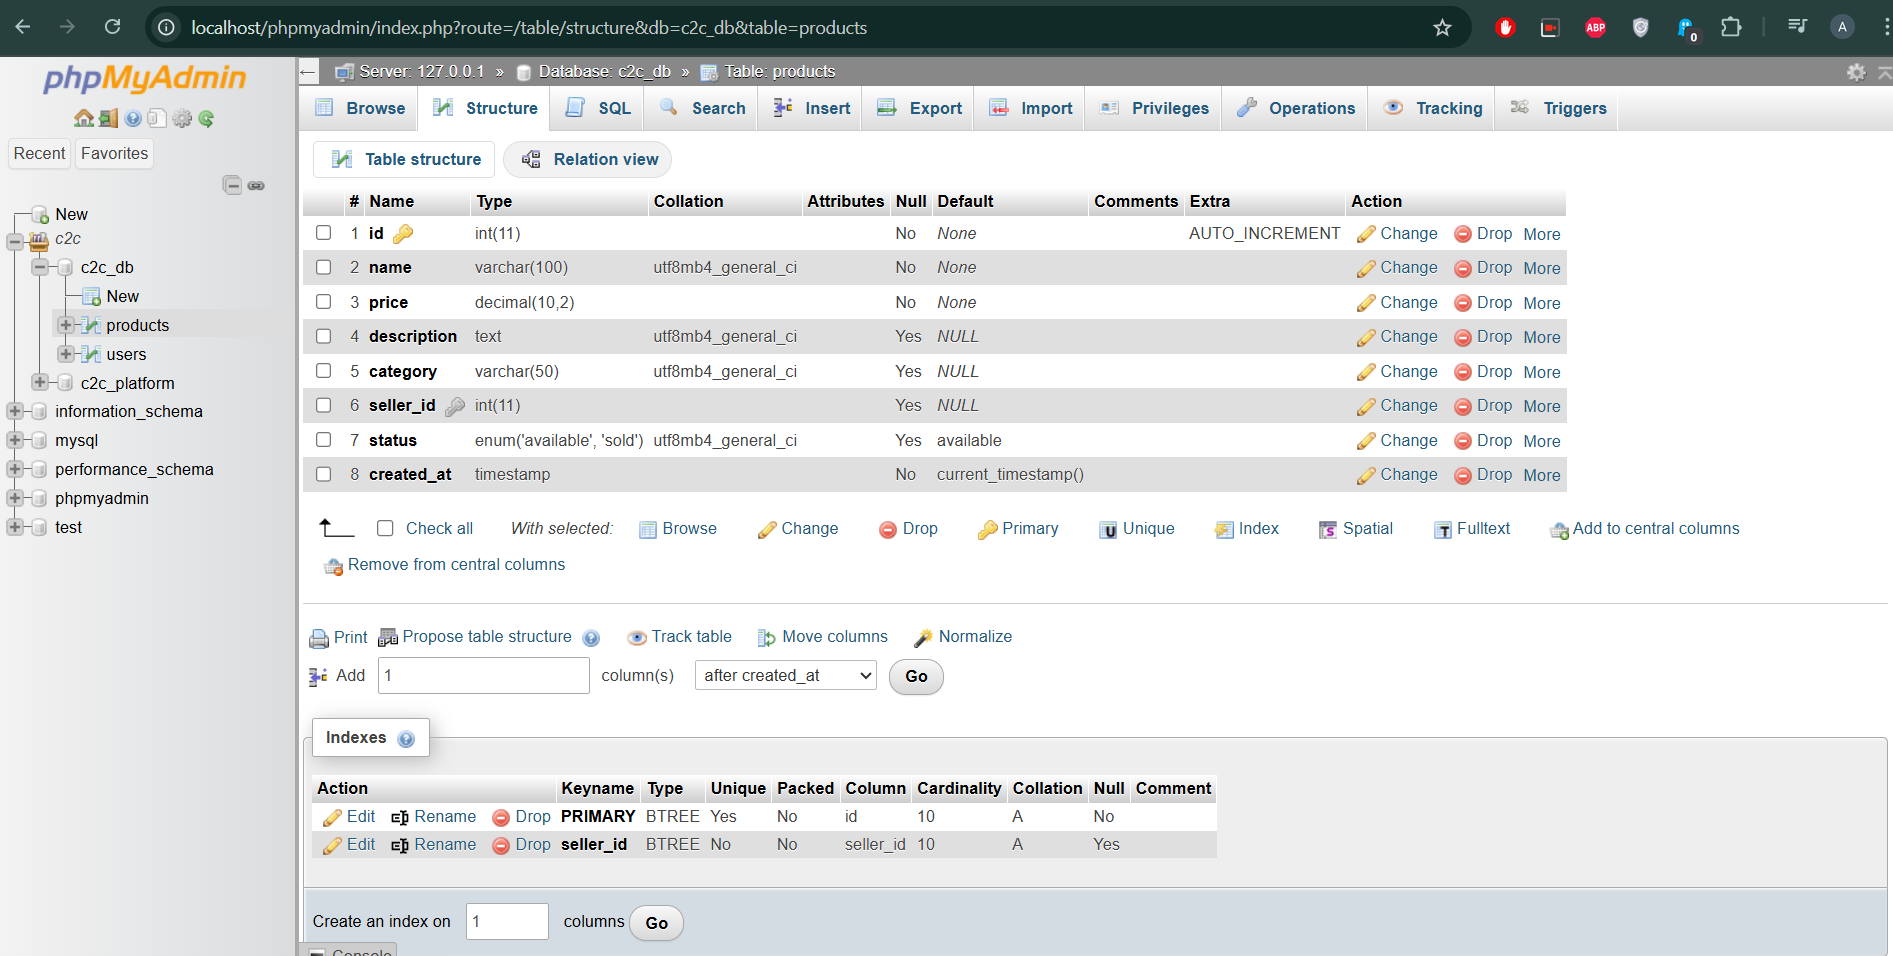 localhost/phpmyadmin/index.php?route=/table/structure&db=c2c_db&table=products
ABP
0
A
phpMyAdmin
Recent Favorites
New
c2c
c2c_db
New
products
users
c2c_platform
information_schema
mysql
performance_schema
phpmyadmin
test
Server: 127.0.0.1 » Database: c2c_db » Table: products
Browse Structure SQL Search Insert Export Import Privileges Operations Tracking Triggers
Table structure Relation view
# Name Type Collation Attributes Null Default Comments Extra Action
1 id int(11) No None AUTO_INCREMENT Change Drop More
2 name varchar(100) utf8mb4_general_ci No None Change Drop More
3 price decimal(10,2) No None Change Drop More
4 description text utf8mb4_general_ci Yes NULL Change Drop More
5 category varchar(50) utf8mb4_general_ci Yes NULL Change Drop More
6 seller_id int(11) Yes NULL Change Drop More
7 status enum('available', 'sold') utf8mb4_general_ci Yes available Change Drop More
8 created_at timestamp No current_timestamp() Change Drop More
Check all With selected: Browse Change Drop Primary U Unique Index S Spatial T Fulltext Add to central columns
Remove from central columns
Print Propose table structure Track table Move columns Normalize
Add 1 column(s) after created_at Go
Indexes
Action Keyname Type Unique Packed Column Cardinality Collation Null Comment
Edit Rename Drop PRIMARY BTREE Yes No id 10 A No
Edit Rename Drop seller_id BTREE No No seller_id 10 A Yes
Create an index on 1 columns Go
Console